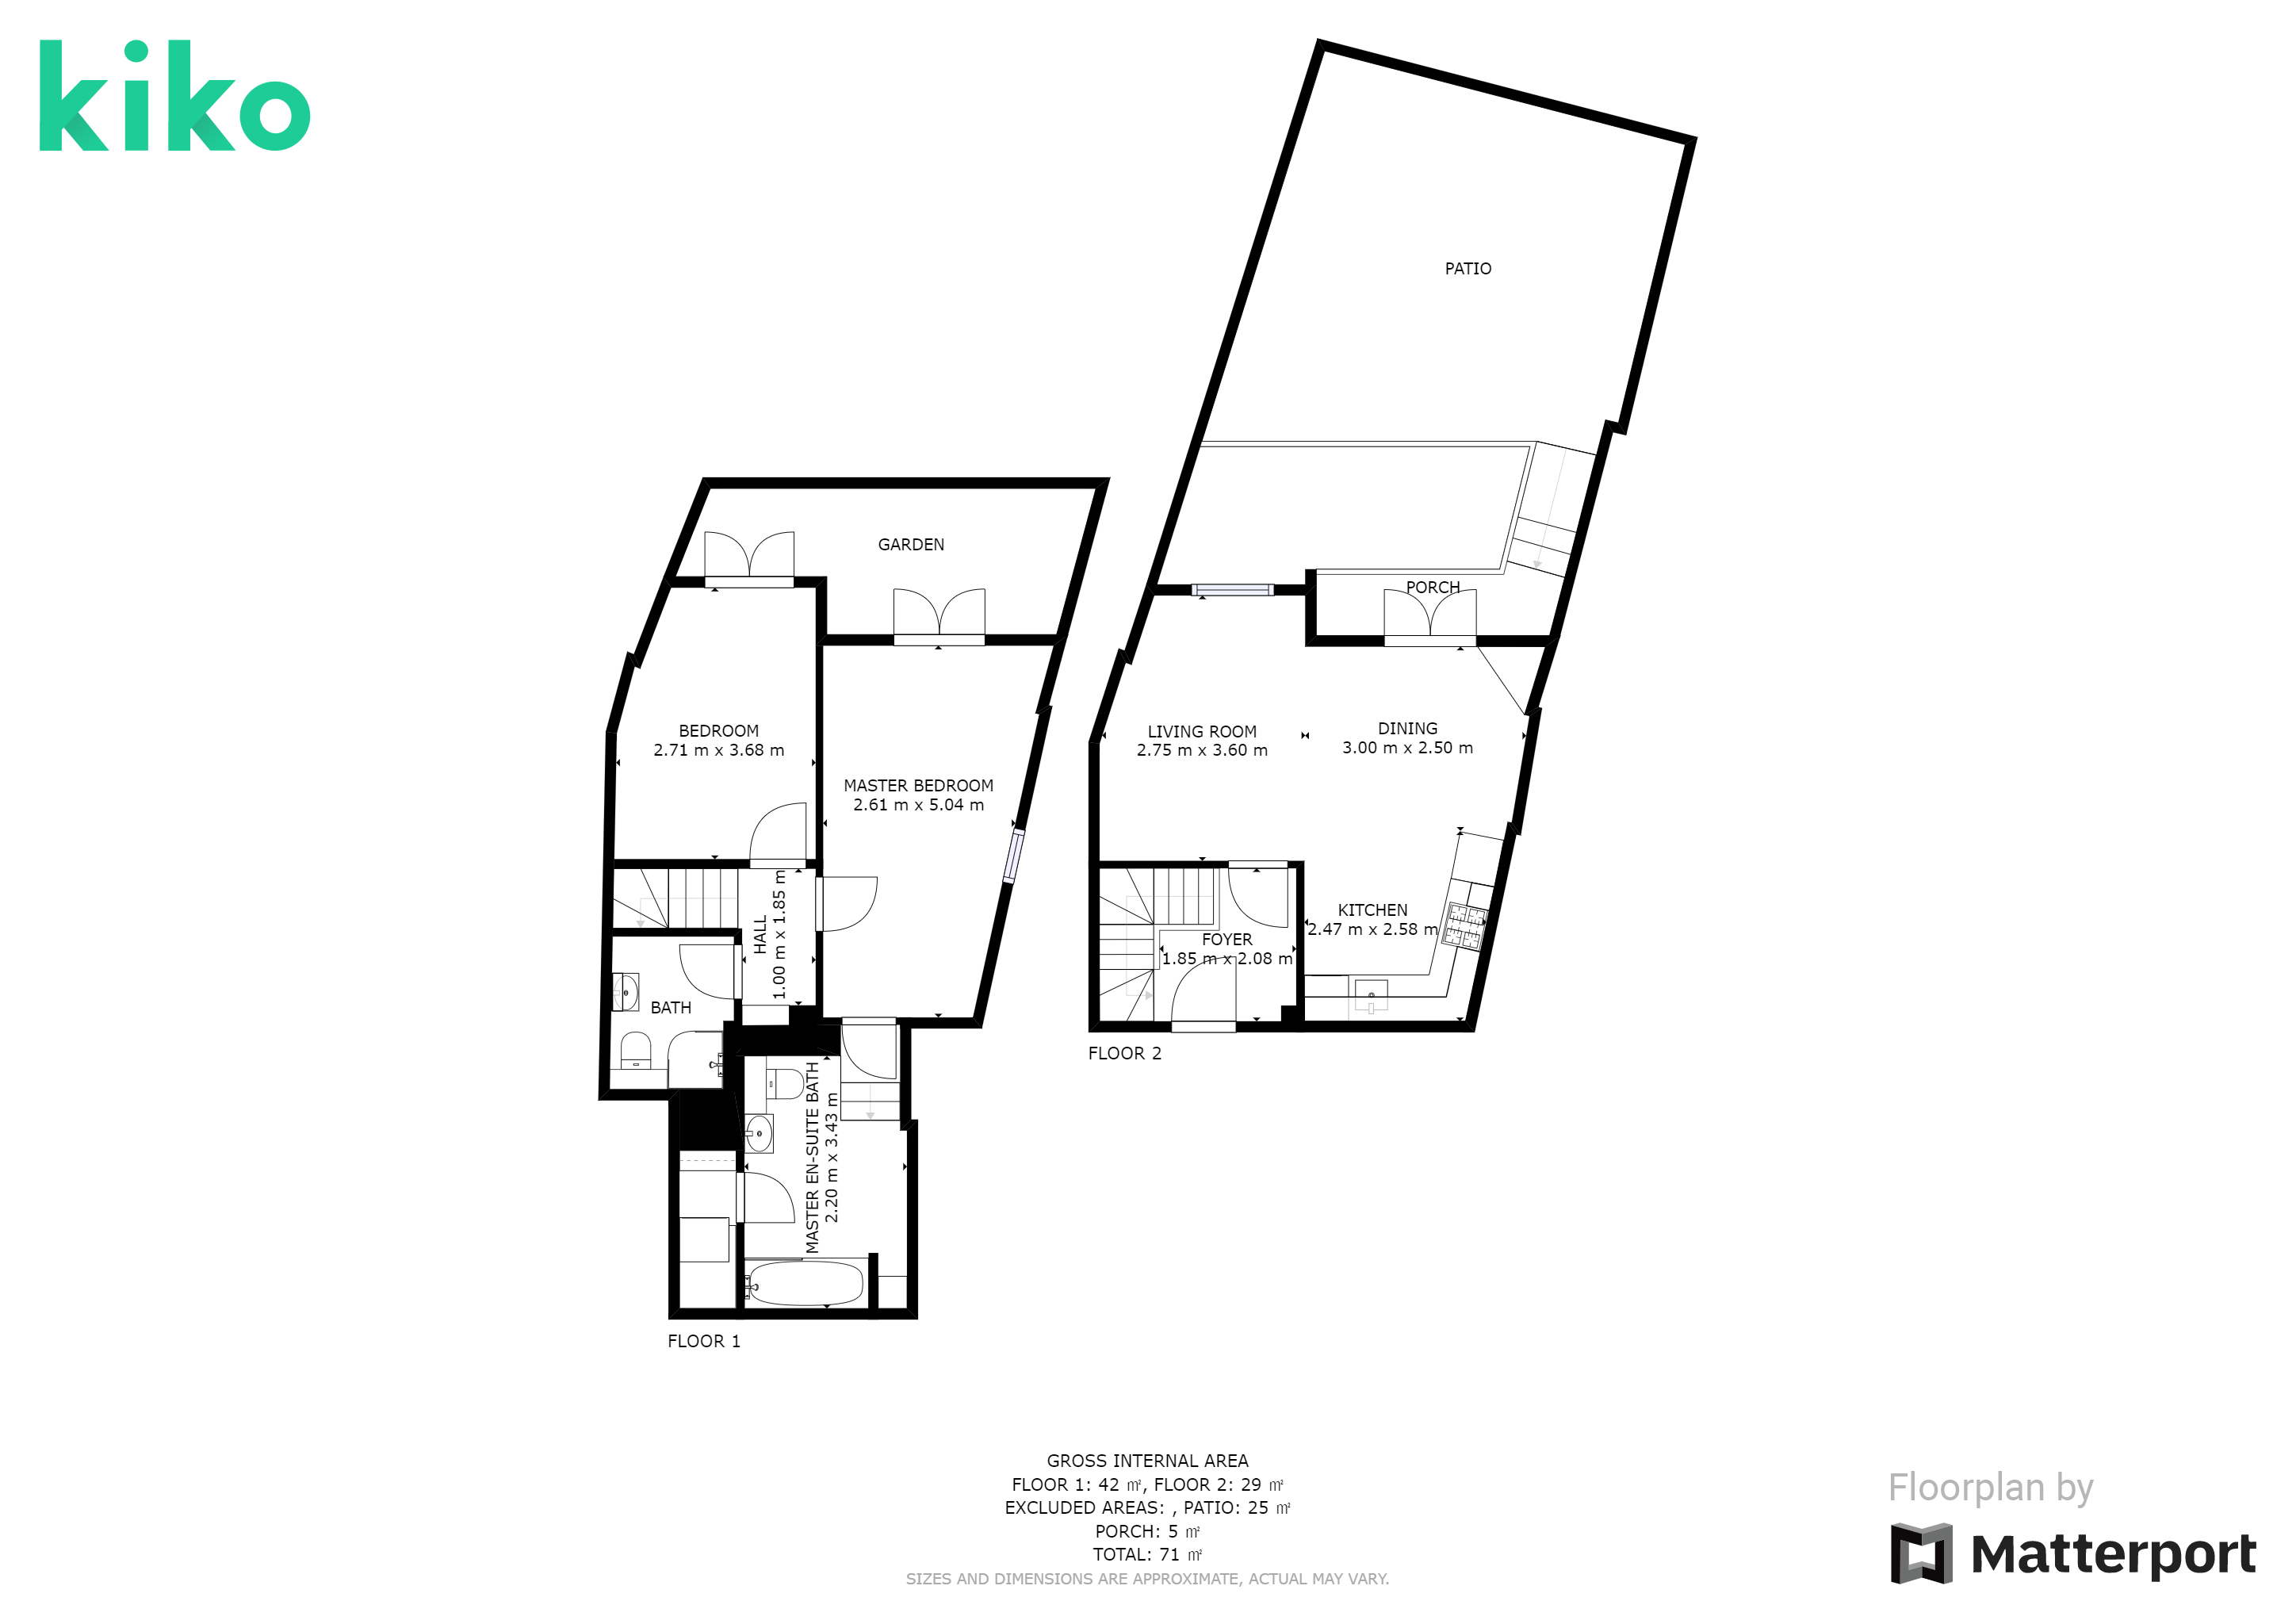 kiko
PATIO
GARDEN
PORCH
BEDROOM
2.71 m x 3.68 m
LIVING ROOM
2.75 m x 3.60 m
DINING
3.00 m x 2.50 m
MASTER BEDROOM
2.61 m x 5.04 m
HALL
1.00 m x 1.85 m
KITCHEN
2.47 m x 2.58 m
FOYER
1.85 m x 2.08 m
BATH
FLOOR 2
MASTER EN-SUITE BATH
2.20 m x 3.43 m
FLOOR 1
GROSS INTERNAL AREA
FLOOR 1: 42 ㎡, FLOOR 2: 29 ㎡
EXCLUDED AREAS: , PATIO: 25 ㎡
PORCH: 5 ㎡
TOTAL: 71 ㎡
SIZES AND DIMENSIONS ARE APPROXIMATE, ACTUAL MAY VARY.
Floorplan by
Matterport